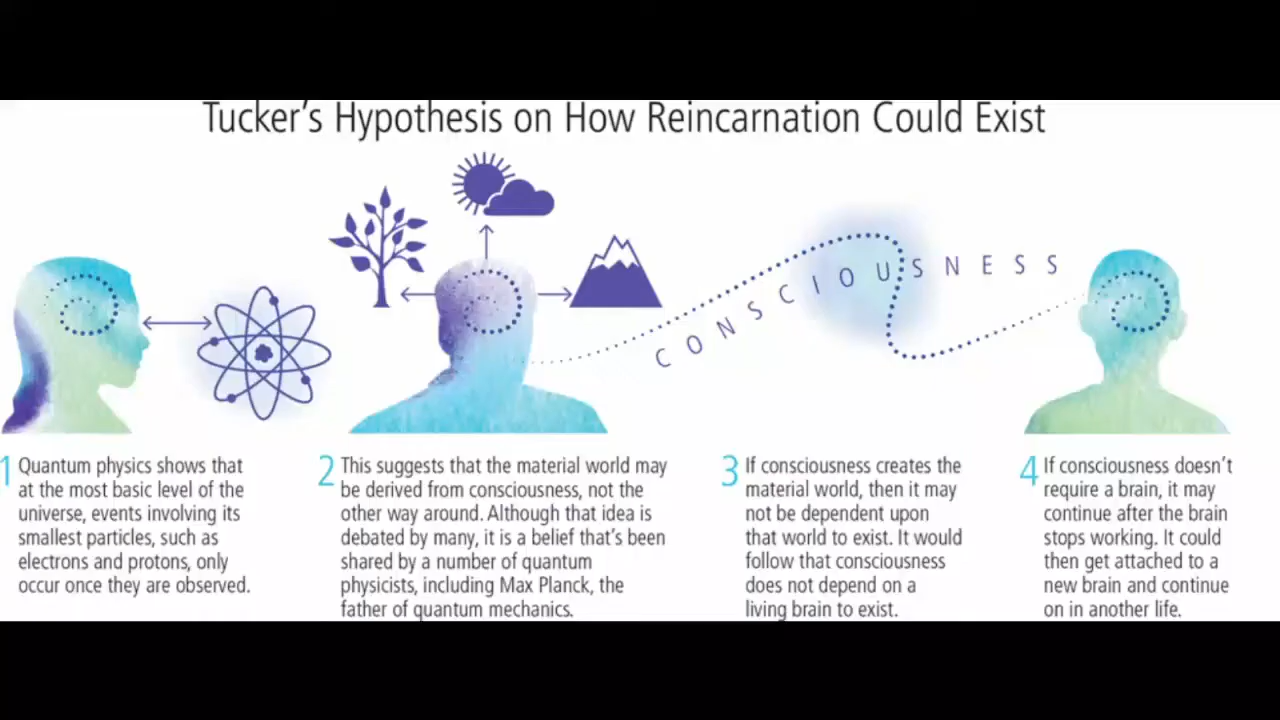 Tucker's Hypothesis on How Reincarnation Could Exist
CONSCIOUSNESS
1 Quantum physics shows that
at the most basic level of the
universe, events involving its
smallest particles, such as
electrons and protons, only
occur once they are observed.
2 This suggests that the material world may
be derived from consciousness, not the
other way around. Although that idea is
debated by many, it is a belief that's been
shared by a number of quantum
physicists, including Max Planck, the
father of quantum mechanics.
3 If consciousness creates the
material world, then it may
not be dependent upon
that world to exist. It would
follow that consciousness
does not depend on a
living brain to exist.
4 If consciousness doesn't
require a brain, it may
continue after the brain
stops working. It could
then get attached to a
new brain and continue
on in another life.